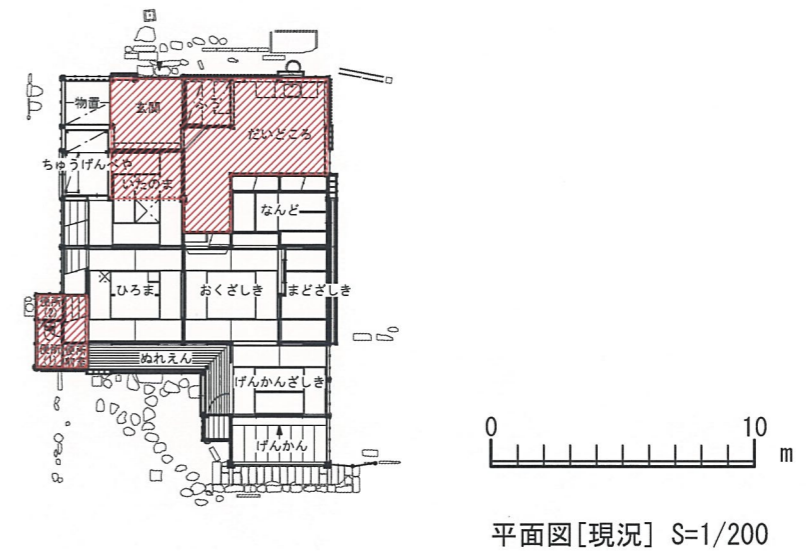 物置
玄関
ふろ
だいどころ
ちゅうげんべや
いたのま
なんど
※
ひろま
おくざしき
まどざしき
ぬれえん
げんかんざしき
げんかん
0
10
m
平面図[現況] S=1/200